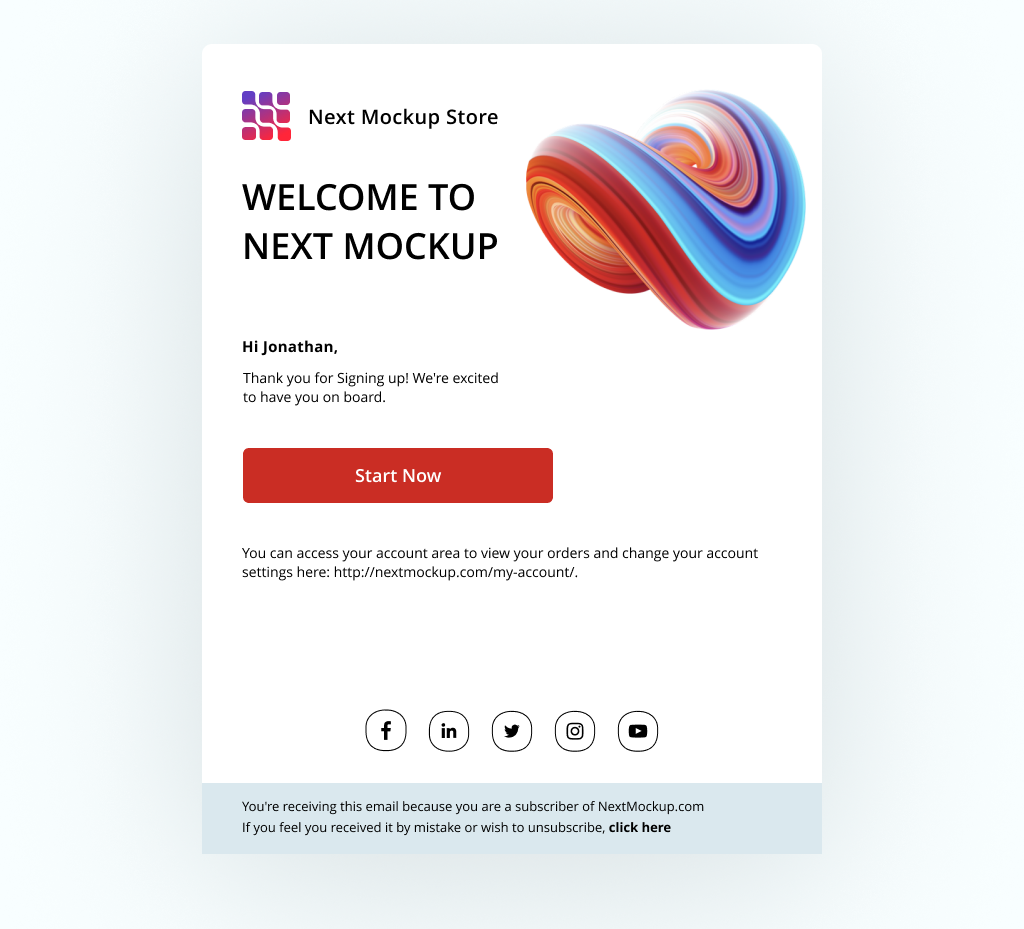 Next Mockup Store
WELCOME TO
NEXT MOCKUP
Hi Jonathan,
Thank you for Signing up! We're excited
to have you on board.
Start Now
You can access your account area to view your orders and change your account
settings here: http://nextmockup.com/my-account/.
You're receiving this email because you are a subscriber of NextMockup.com
If you feel you received it by mistake or wish to unsubscribe, click here